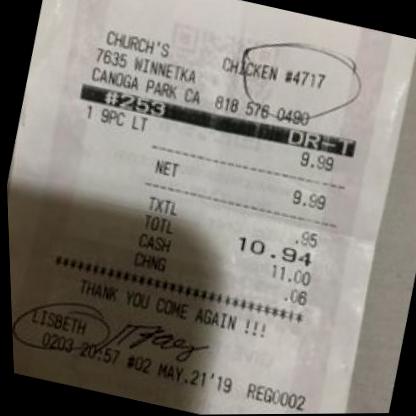 CHURCH'S CHICKEN #4717
7635 WINNETKA
CANOGA PARK CA 818 576 0490
#253 DR-T
1 9PC LT 9.99
NET 9.99
TXTL .95
TOTL 10.94
CASH 11.00
CHNG .06
***************************
THANK YOU COME AGAIN !!!
LISBETH
0203 20:57 #02 MAY.21'19 REG0002